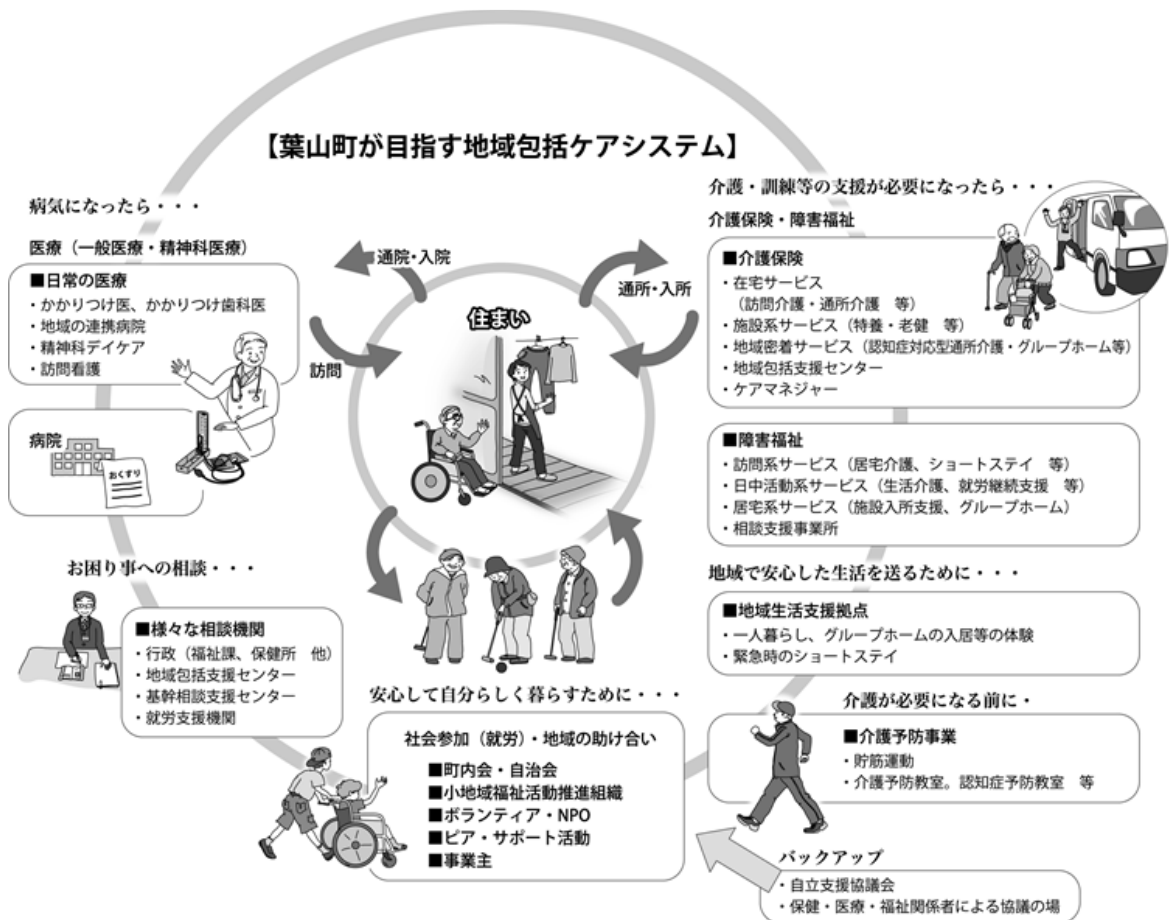 【葉山町が目指す地域包括ケアシステム】
病気になったら・・・
医療（一般医療・精神科医療）
■日常の医療
・かかりつけ医、かかりつけ歯科医
・地域の連携病院
・精神科デイケア
・訪問看護
病院
おくすり
通院・入院
訪問
住まい
通所・入所
介護・訓練等の支援が必要になったら・・・
介護保険・障害福祉
■介護保険
・在宅サービス
（訪問介護・通所介護　等）
・施設系サービス（特養・老健　等）
・地域密着サービス（認知症対応型通所介護・グループホーム等）
・地域包括支援センター
・ケアマネジャー
■障害福祉
・訪問系サービス（居宅介護、ショートステイ　等）
・日中活動系サービス（生活介護、就労継続支援　等）
・居宅系サービス（施設入所支援、グループホーム）
・相談支援事業所
お困り事への相談・・・
■様々な相談機関
・行政（福祉課、保健所　他）
・地域包括支援センター
・基幹相談支援センター
・就労支援機関
地域で安心した生活を送るために・・・
■地域生活支援拠点
・一人暮らし、グループホームの入居等の体験
・緊急時のショートステイ
安心して自分らしく暮らすために・・・
社会参加（就労）・地域の助け合い
■町内会・自治会
■小地域福祉活動推進組織
■ボランティア・NPO
■ピア・サポート活動
■事業主
介護が必要になる前に・
■介護予防事業
・貯筋運動
・介護予防教室。認知症予防教室　等
バックアップ
・自立支援協議会
・保健・医療・福祉関係者による協議の場